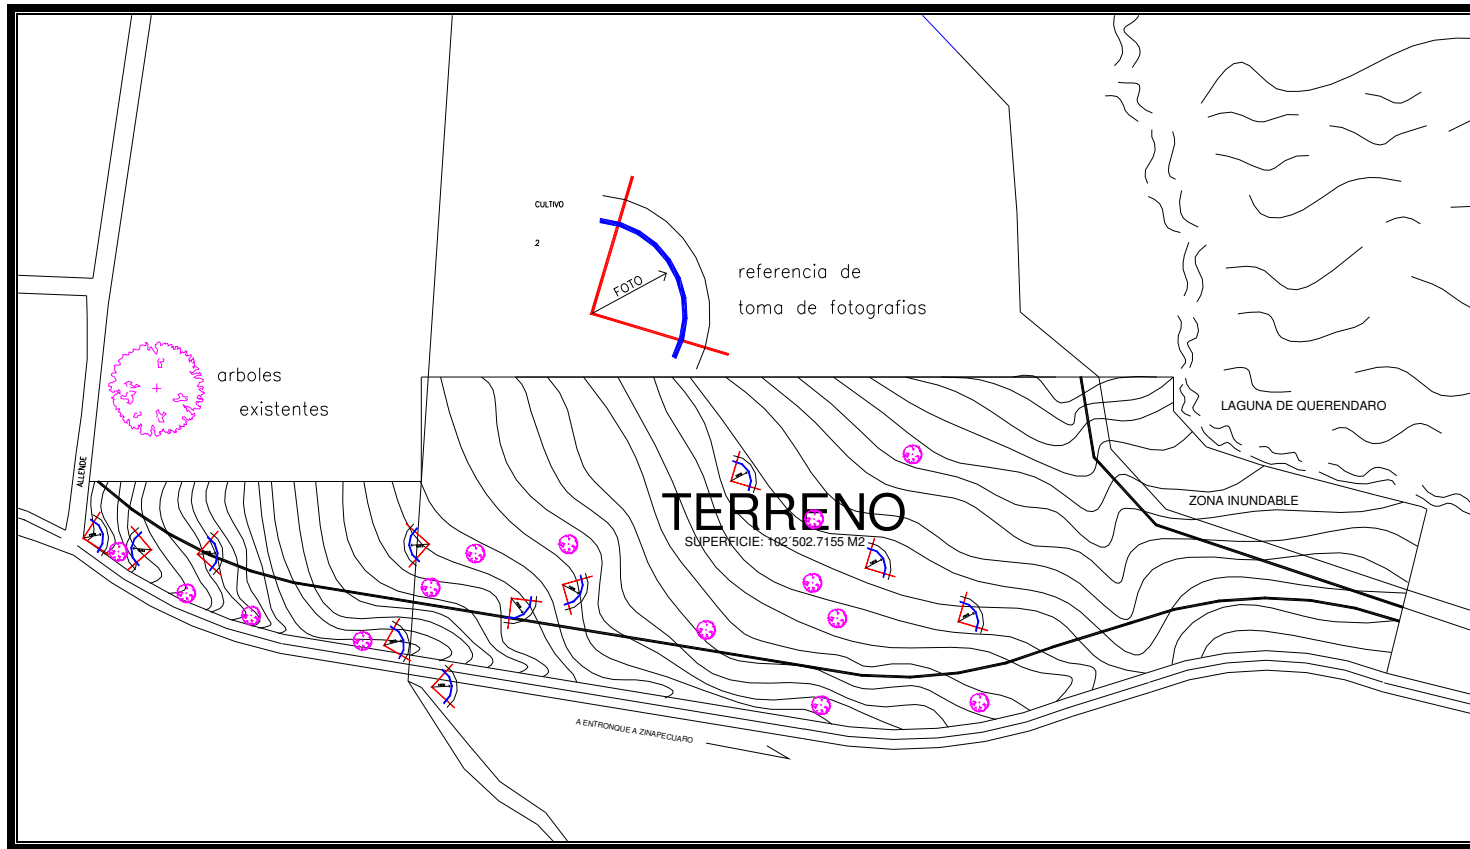 CULTIVO
2
FOTO
referencia de
toma de fotografias
arboles
existentes
LAGUNA DE QUERENDARO
ALLENDE
ZONA INUNDABLE
TERRENO
SUPERFICIE: 102´502.7155 M2
A ENTRONQUE A ZINAPECUARO